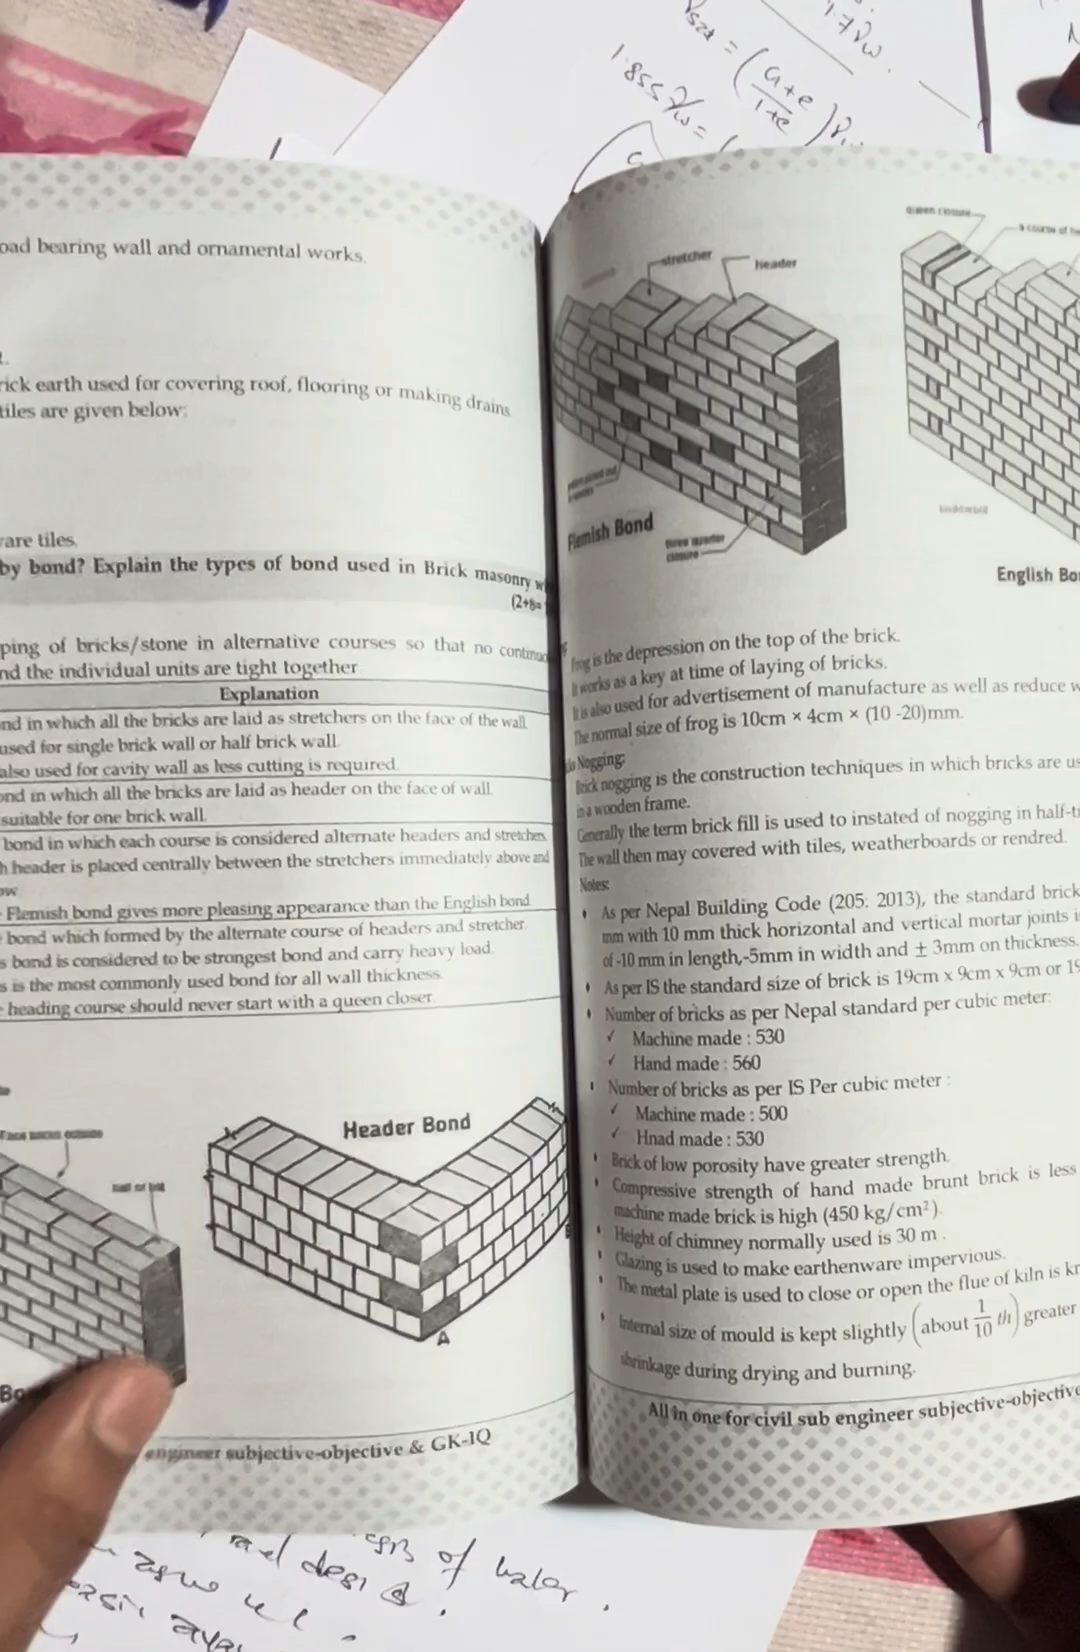 oad bearing wall and ornamental works.
rick earth used for covering roof, flooring or making drains
tiles are given below:
are tiles.
by bond? Explain the types of bond used in Brick masonry w
(2+8=
ping of bricks/stone in alternative courses so that no continuo
nd the individual units are tight together
Explanation
nd in which all the bricks are laid as stretchers on the face of the wall.
used for single brick wall or half brick wall.
also used for cavity wall as less cutting is required.
ond in which all the bricks are laid as header on the face of wall.
suitable for one brick wall.
bond in which each course is considered alternate headers and stretchers.
h header is placed centrally between the stretchers immediately above and
ow
Flemish bond gives more pleasing appearance than the English bond.
bond which formed by the alternate course of headers and stretcher.
s bond is considered to be strongest bond and carry heavy load.
s is the most commonly used bond for all wall thickness.
heading course should never start with a queen closer.
Header Bond
A
engineer subjective-objective & GK-IQ
stretcher
header
Flemish Bond
three quarter
closure
queen closure
a course of he
English Bo
Frog is the depression on the top of the brick.
It works as a key at time of laying of bricks.
It is also used for advertisement of manufacture as well as reduce w
The normal size of frog is 10cm × 4cm × (10 -20)mm.
Nogging:
Brick nogging is the construction techniques in which bricks are us
in a wooden frame.
Generally the term brick fill is used to instated of nogging in half-ti
The wall then may covered with tiles, weatherboards or rendred.
Notes:
As per Nepal Building Code (205: 2013), the standard brick
mm with 10 mm thick horizontal and vertical mortar joints i
of -10 mm in length,-5mm in width and ± 3mm on thickness.
As per IS the standard size of brick is 19cm x 9cm x 9cm or 19
Number of bricks as per Nepal standard per cubic meter:
✓ Machine made : 530
✓ Hand made : 560
Number of bricks as per IS Per cubic meter :
✓ Machine made : 500
✓ Hnad made : 530
Brick of low porosity have greater strength.
Compressive strength of hand made brunt brick is less
machine made brick is high (450 kg/cm²).
Height of chimney normally used is 30 m .
Glazing is used to make earthenware impervious.
The metal plate is used to close or open the flue of kiln is kr
Internal size of mould is kept slightly (about 1/10 th) greater
shrinkage during drying and burning.
All in one for civil sub engineer subjective-objective
of water.